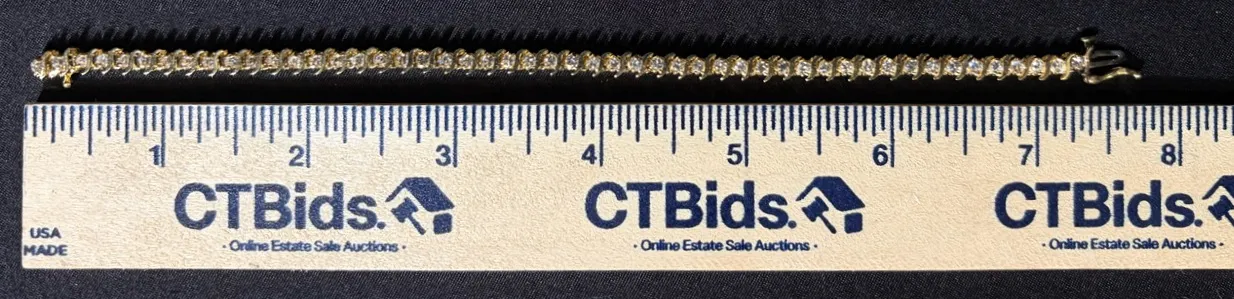 1 2 3 4 5 6 7 8
CTBids. CTBids. CTBids.
· Online Estate Sale Auctions · · Online Estate Sale Auctions · · Online Estate Sale Auctions ·
USA
MADE